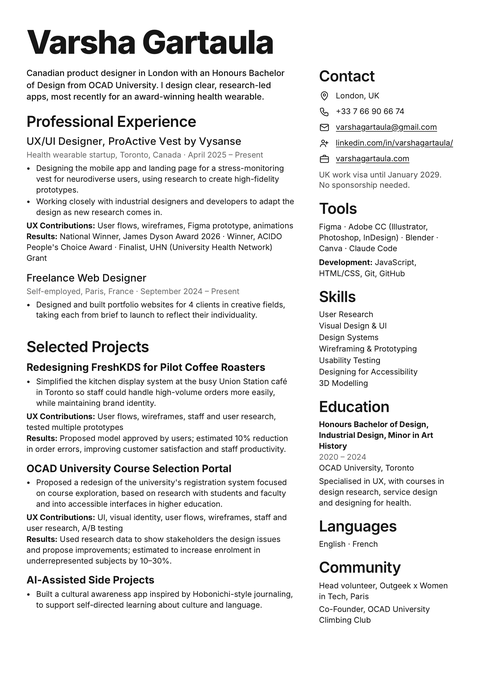 Varsha Gartaula
Canadian product designer in London with an Honours Bachelor
of Design from OCAD University. I design clear, research-led
apps, most recently for an award-winning health wearable.
Professional Experience
UX/UI Designer, ProActive Vest by Vysanse
Health wearable startup, Toronto, Canada · April 2025 – Present
• Designing the mobile app and landing page for a stress-monitoring
vest for neurodiverse users, using research to create high-fidelity
prototypes.
• Working closely with industrial designers and developers to adapt the
design as new research comes in.
UX Contributions: User flows, wireframes, Figma prototype, animations
Results: National Winner, James Dyson Award 2026 · Winner, ACIDO
People's Choice Award · Finalist, UHN (University Health Network)
Grant
Freelance Web Designer
Self-employed, Paris, France · September 2024 – Present
• Designed and built portfolio websites for 4 clients in creative fields,
taking each from brief to launch to reflect their individuality.
Selected Projects
Redesigning FreshKDS for Pilot Coffee Roasters
• Simplified the kitchen display system at the busy Union Station café
in Toronto so staff could handle high-volume orders more easily,
while maintaining brand identity.
UX Contributions: User flows, wireframes, staff and user research,
tested multiple prototypes
Results: Proposed model approved by users; estimated 10% reduction
in order errors, improving customer satisfaction and staff productivity.
OCAD University Course Selection Portal
• Proposed a redesign of the university's registration system focused
on course exploration, based on research with students and faculty
and into accessible interfaces in higher education.
UX Contributions: UI, visual identity, user flows, wireframes, staff and
user research, A/B testing
Results: Used research data to show stakeholders the design issues
and propose improvements; estimated to increase enrolment in
underrepresented subjects by 10–30%.
AI-Assisted Side Projects
• Built a cultural awareness app inspired by Hobonichi-style journaling,
to support self-directed learning about culture and language.
Contact
London, UK
+33 7 66 90 66 74
varshagartaula@gmail.com
linkedin.com/in/varshagartaula/
varshagartaula.com
UK work visa until January 2029.
No sponsorship needed.
Tools
Figma · Adobe CC (Illustrator,
Photoshop, InDesign) · Blender ·
Canva · Claude Code
Development: JavaScript,
HTML/CSS, Git, GitHub
Skills
User Research
Visual Design & UI
Design Systems
Wireframing & Prototyping
Usability Testing
Designing for Accessibility
3D Modelling
Education
Honours Bachelor of Design,
Industrial Design, Minor in Art
History
2020 – 2024
OCAD University, Toronto
Specialised in UX, with courses in
design research, service design
and designing for health.
Languages
English · French
Community
Head volunteer, Outgeek x Women
in Tech, Paris
Co-Founder, OCAD University
Climbing Club